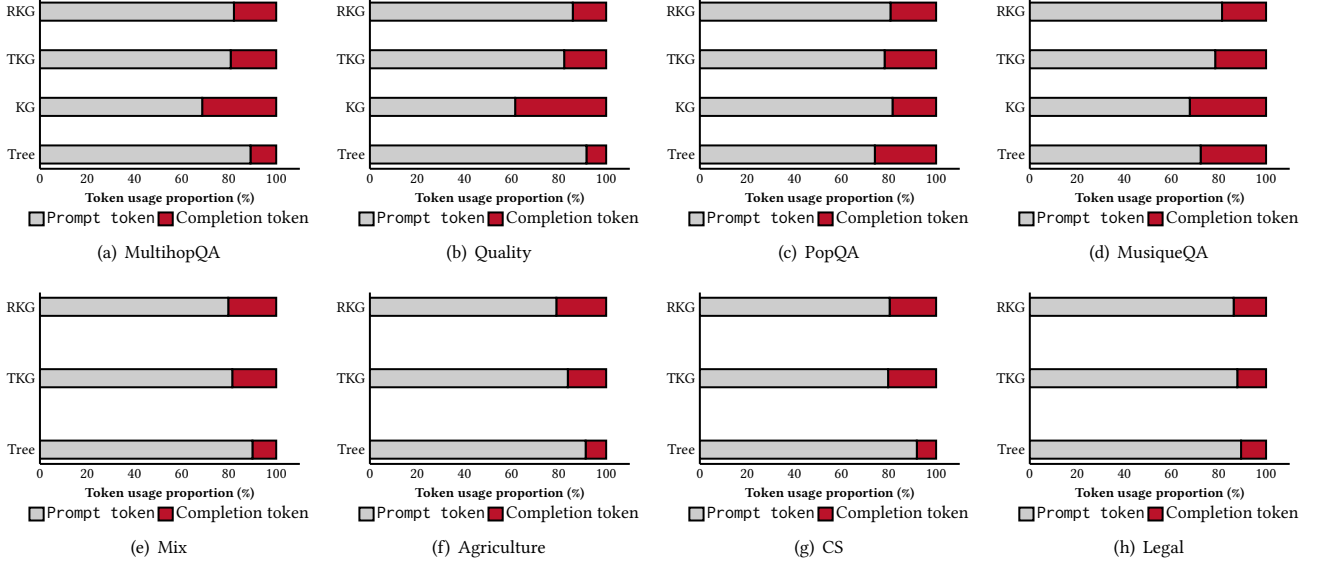 RKG
TKG
KG
Tree
0 20 40 60 80 100
Token usage proportion (%)
Prompt token Completion token
(a) MultihopQA
RKG
TKG
KG
Tree
0 20 40 60 80 100
Token usage proportion (%)
Prompt token Completion token
(b) Quality
RKG
TKG
KG
Tree
0 20 40 60 80 100
Token usage proportion (%)
Prompt token Completion token
(c) PopQA
RKG
TKG
KG
Tree
0 20 40 60 80 100
Token usage proportion (%)
Prompt token Completion token
(d) MusiqueQA
RKG
TKG
Tree
0 20 40 60 80 100
Token usage proportion (%)
Prompt token Completion token
(e) Mix
RKG
TKG
Tree
0 20 40 60 80 100
Token usage proportion (%)
Prompt token Completion token
(f) Agriculture
RKG
TKG
Tree
0 20 40 60 80 100
Token usage proportion (%)
Prompt token Completion token
(g) CS
RKG
TKG
Tree
0 20 40 60 80 100
Token usage proportion (%)
Prompt token Completion token
(h) Legal